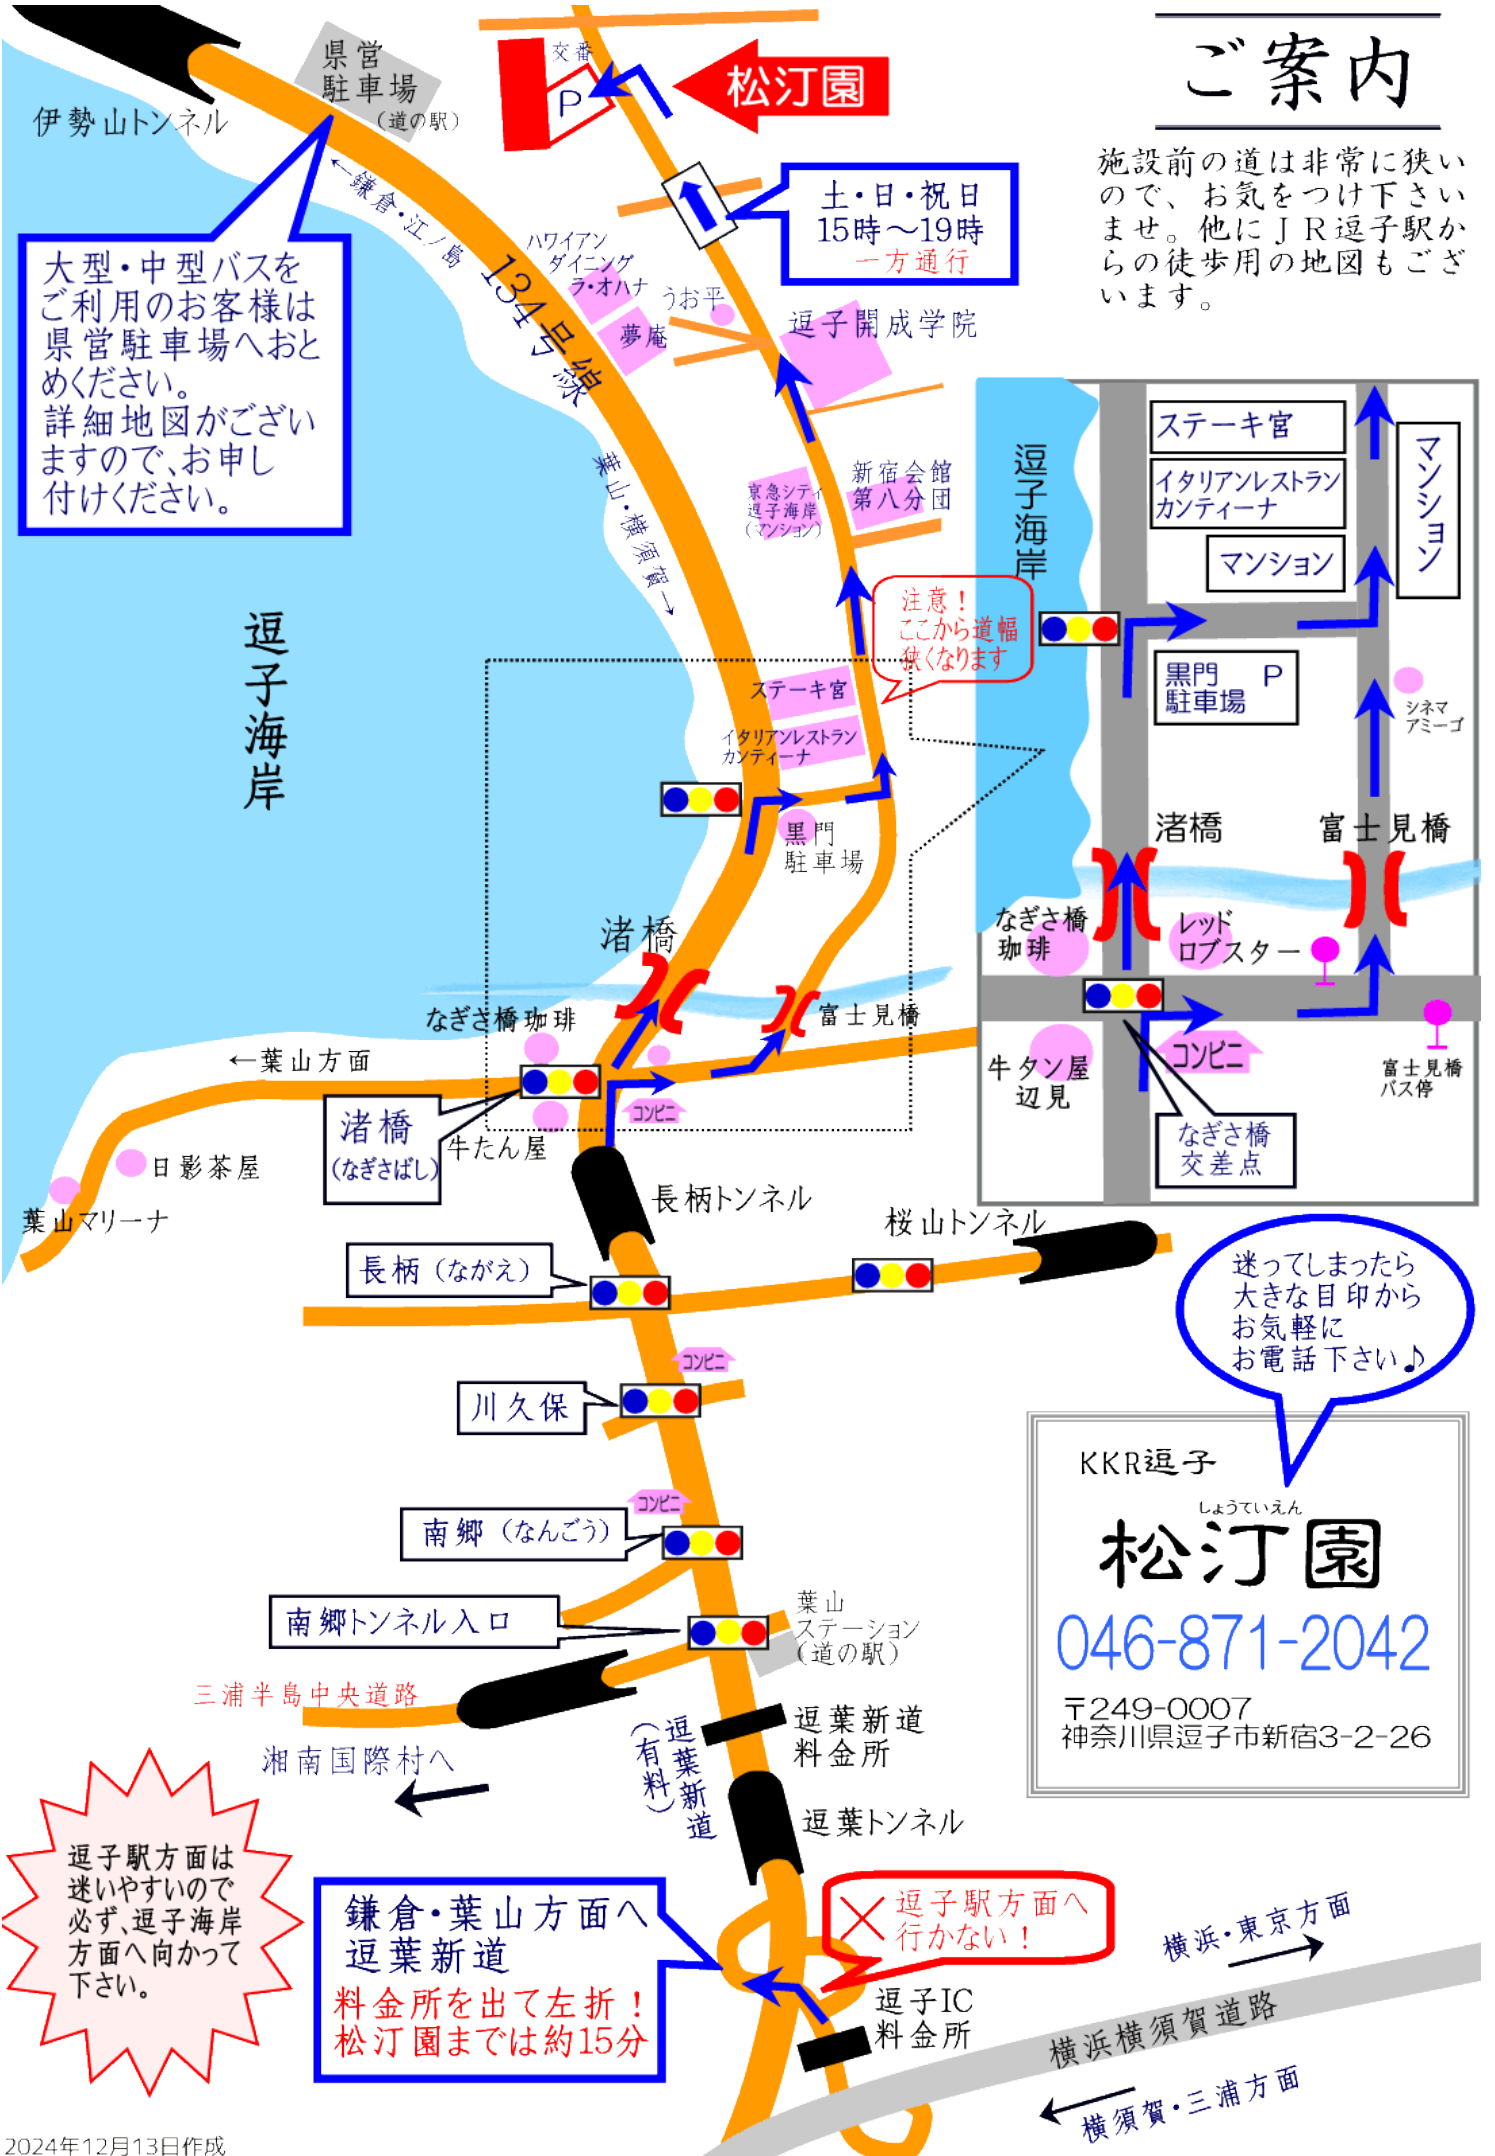 ご案内
施設前の道は非常に狭い
ので、お気をつけ下さい
ませ。他にＪＲ逗子駅か
らの徒歩用の地図もござ
います。
交番
P
松汀園
県営
駐車場
（道の駅）
伊勢山トンネル
←鎌倉・江ノ島
134号線
土・日・祝日
15時～19時
一方通行
大型・中型バスを
ご利用のお客様は
県営駐車場へおと
めください。
詳細地図がござい
ますので、お申し
付けください。
ハワイアン
ダイニング
ラ・オハナ
夢庵
うお平
逗子開成学院
葉山・横須賀→
京急シティ
逗子海岸
（マンション）
新宿会館
第八分団
注意！
ここから道幅
狭くなります
逗子海岸
ステーキ宮
イタリアンレストラン
カンティーナ
黒門
駐車場
渚橋
なぎさ橋珈琲
富士見橋
←葉山方面
渚橋
（なぎさばし）
牛たん屋
コンビニ
日影茶屋
葉山マリーナ
逗子海岸
ステーキ宮
イタリアンレストラン
カンティーナ
マンション
マンション
黒門 P
駐車場
シネマ
アミーゴ
渚橋
富士見橋
なぎさ橋
珈琲
レッド
ロブスター
牛タン屋
辺見
コンビニ
富士見橋
バス停
なぎさ橋
交差点
長柄トンネル
桜山トンネル
長柄（ながえ）
コンビニ
川久保
コンビニ
南郷（なんごう）
南郷トンネル入口
葉山
ステーション
（道の駅）
三浦半島中央道路
湘南国際村へ
逗葉新道
（有料）
逗葉新道
料金所
逗葉トンネル
迷ってしまったら
大きな目印から
お気軽に
お電話下さい♪
KKR逗子
しょうていえん
松汀園
046-871-2042
〒249-0007
神奈川県逗子市新宿3-2-26
逗子駅方面は
迷いやすいので
必ず、逗子海岸
方面へ向かって
下さい。
鎌倉・葉山方面へ
逗葉新道
料金所を出て左折！
松汀園までは約15分
逗子駅方面へ
行かない！
逗子IC
料金所
横浜・東京方面
横浜横須賀道路
横須賀・三浦方面
2024年12月13日作成